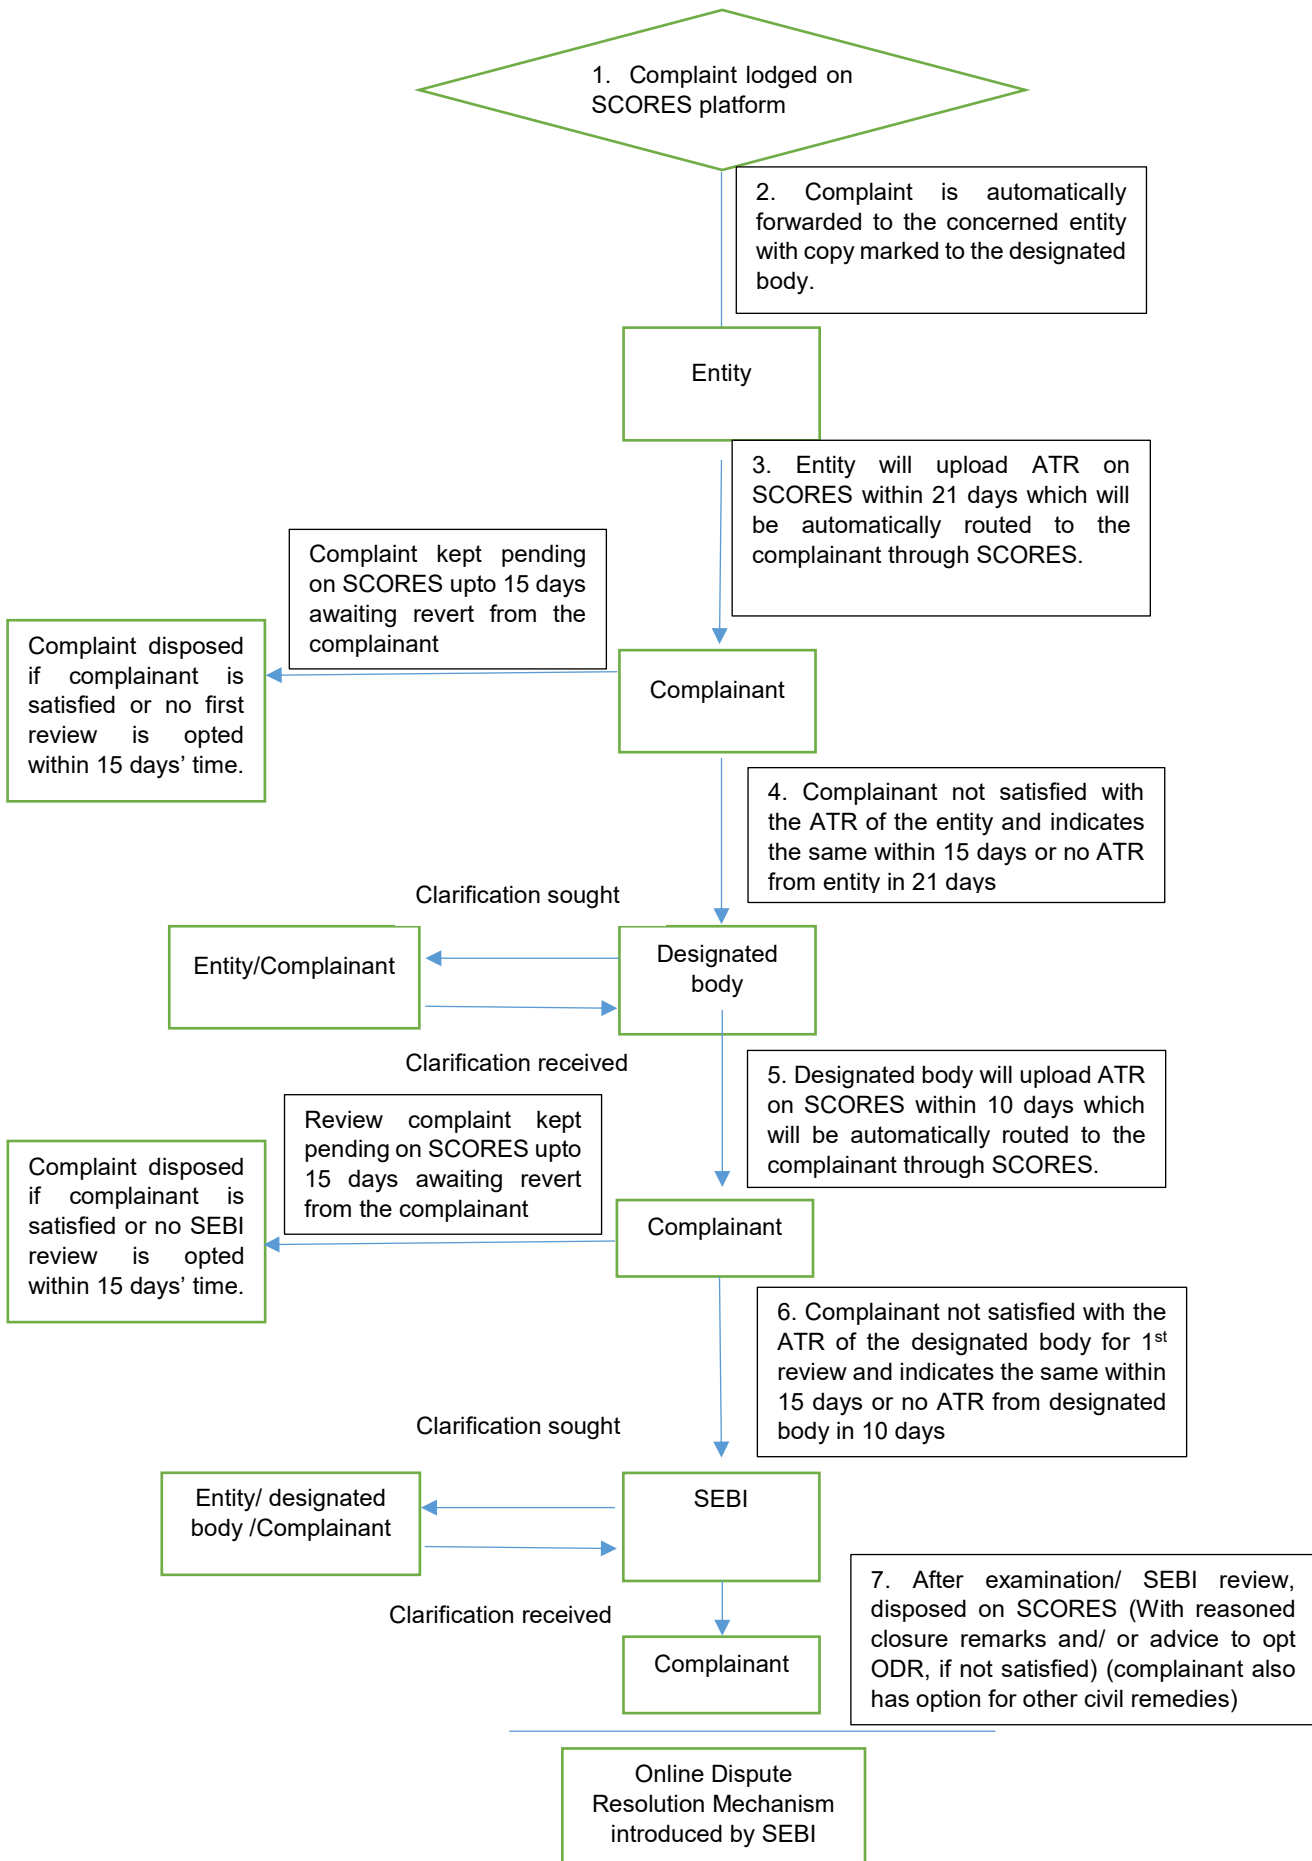 1. Complaint lodged on
SCORES platform
2. Complaint is automatically
forwarded to the concerned entity
with copy marked to the designated
body.
Entity
3. Entity will upload ATR on
SCORES within 21 days which will
be automatically routed to the
complainant through SCORES.
Complaint kept pending
on SCORES upto 15 days
awaiting revert from the
complainant
Complaint disposed
if complainant is
satisfied or no first
review is opted
within 15 days’ time.
Complainant
4. Complainant not satisfied with
the ATR of the entity and indicates
the same within 15 days or no ATR
from entity in 21 days
Clarification sought
Entity/Complainant
Designated
body
Clarification received
5. Designated body will upload ATR
on SCORES within 10 days which
will be automatically routed to the
complainant through SCORES.
Review complaint kept
pending on SCORES upto
15 days awaiting revert
from the complainant
Complaint disposed
if complainant is
satisfied or no SEBI
review is opted
within 15 days’ time.
Complainant
6. Complainant not satisfied with the
ATR of the designated body for 1st
review and indicates the same within
15 days or no ATR from designated
body in 10 days
Clarification sought
Entity/ designated
body /Complainant
SEBI
Clarification received
7. After examination/ SEBI review,
disposed on SCORES (With reasoned
closure remarks and/ or advice to opt
ODR, if not satisfied) (complainant also
has option for other civil remedies)
Complainant
Online Dispute
Resolution Mechanism
introduced by SEBI